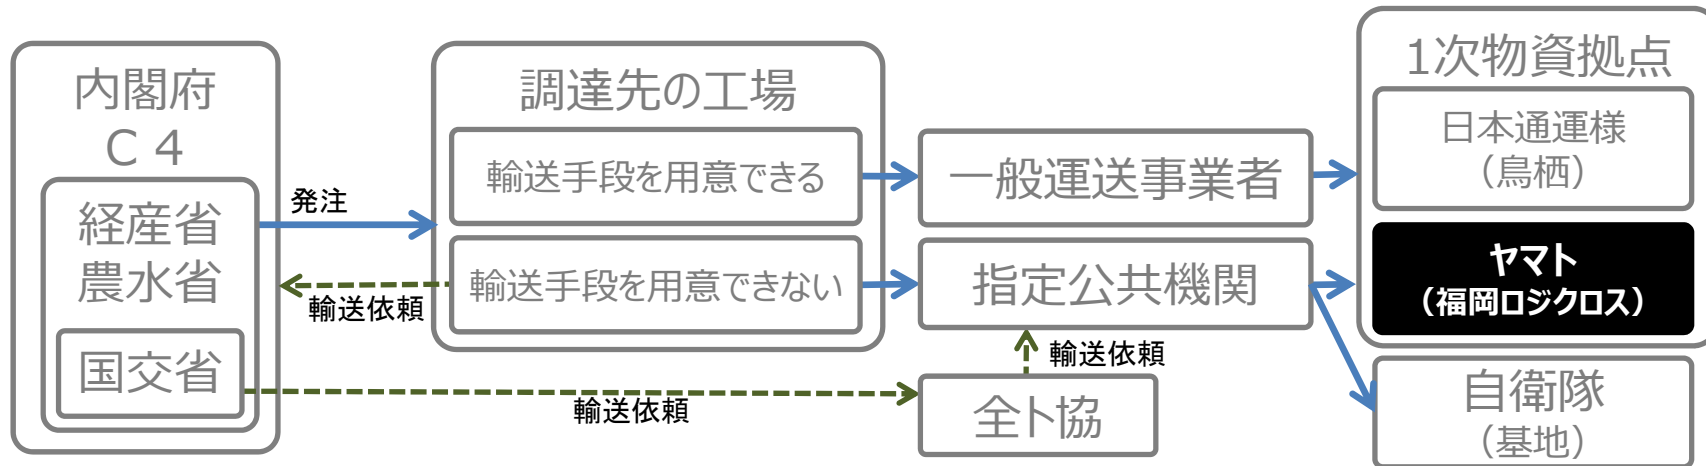 内閣府
C 4
経産省
農水省
国交省
発注
輸送依頼
輸送依頼
調達先の工場
輸送手段を用意できる
輸送手段を用意できない
一般運送事業者
指定公共機関
輸送依頼
全ト協
1次物資拠点
日本通運様
（鳥栖）
ヤマト
（福岡ロジクロス）
自衛隊
（基地）